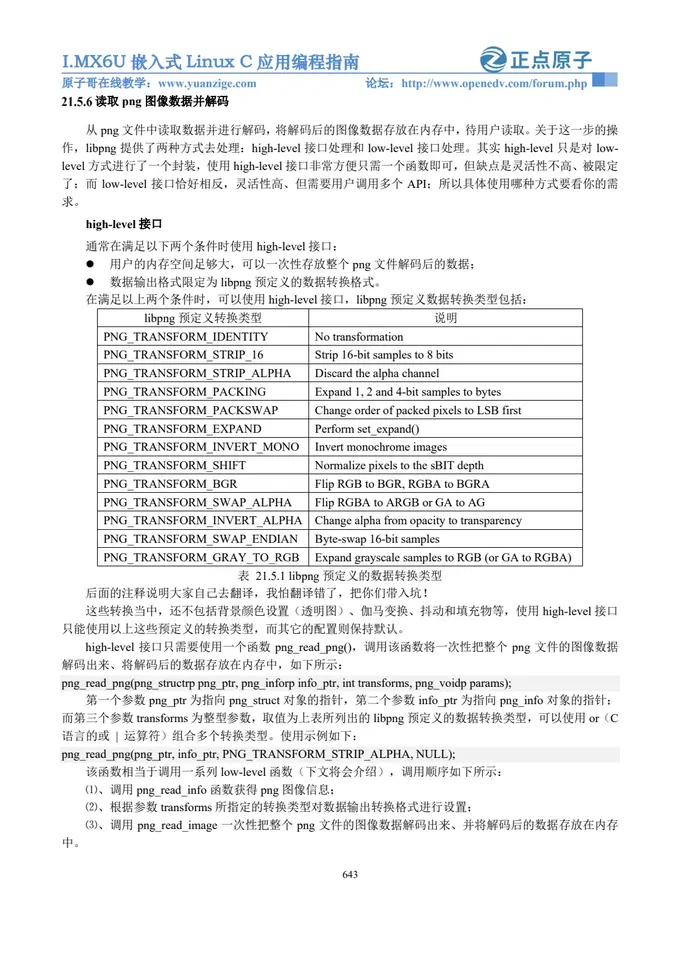 I.MX6U 嵌入式 Linux C 应用编程指南
正点原子
原子哥在线教学：www.yuanzige.com
论坛：http://www.openedv.com/forum.php
21.5.6 读取 png 图像数据并解码
从 png 文件中读取数据并进行解码，将解码后的图像数据存放在内存中，待用户读取。关于这一步的操
作，libpng 提供了两种方式去处理：high-level 接口处理和 low-level 接口处理。其实 high-level 只是对 low-
level 方式进行了一个封装，使用 high-level 接口非常方便只需一个函数即可，但缺点是灵活性不高、被限定
了；而 low-level 接口恰好相反，灵活性高、但需要用户调用多个 API；所以具体使用哪种方式要看你的需
求。
high-level 接口
通常在满足以下两个条件时使用 high-level 接口：
● 用户的内存空间足够大，可以一次性存放整个 png 文件解码后的数据；
● 数据输出格式限定为 libpng 预定义的数据转换格式。
在满足以上两个条件时，可以使用 high-level 接口，libpng 预定义数据转换类型包括：
libpng 预定义转换类型 说明
PNG_TRANSFORM_IDENTITY No transformation
PNG_TRANSFORM_STRIP_16 Strip 16-bit samples to 8 bits
PNG_TRANSFORM_STRIP_ALPHA Discard the alpha channel
PNG_TRANSFORM_PACKING Expand 1, 2 and 4-bit samples to bytes
PNG_TRANSFORM_PACKSWAP Change order of packed pixels to LSB first
PNG_TRANSFORM_EXPAND Perform set_expand()
PNG_TRANSFORM_INVERT_MONO Invert monochrome images
PNG_TRANSFORM_SHIFT Normalize pixels to the sBIT depth
PNG_TRANSFORM_BGR Flip RGB to BGR, RGBA to BGRA
PNG_TRANSFORM_SWAP_ALPHA Flip RGBA to ARGB or GA to AG
PNG_TRANSFORM_INVERT_ALPHA Change alpha from opacity to transparency
PNG_TRANSFORM_SWAP_ENDIAN Byte-swap 16-bit samples
PNG_TRANSFORM_GRAY_TO_RGB Expand grayscale samples to RGB (or GA to RGBA)
表 21.5.1 libpng 预定义的数据转换类型
后面的注释说明大家自己去翻译，我怕翻译错了，把你们带入坑！
这些转换当中，还不包括背景颜色设置（透明图）、伽马变换、抖动和填充物等，使用 high-level 接口
只能使用以上这些预定义的转换类型，而其它的配置则保持默认。
high-level 接口只需要使用一个函数 png_read_png()，调用该函数将一次性把整个 png 文件的图像数据
解码出来、将解码后的数据存放在内存中，如下所示：
png_read_png(png_structrp png_ptr, png_inforp info_ptr, int transforms, png_voidp params);
第一个参数 png_ptr 为指向 png_struct 对象的指针，第二个参数 info_ptr 为指向 png_info 对象的指针；
而第三个参数 transforms 为整型参数，取值为上表所列出的 libpng 预定义的数据转换类型，可以使用 or（C
语言的或 | 运算符）组合多个转换类型。使用示例如下：
png_read_png(png_ptr, info_ptr, PNG_TRANSFORM_STRIP_ALPHA, NULL);
该函数相当于调用一系列 low-level 函数（下文将会介绍），调用顺序如下所示：
⑴、调用 png_read_info 函数获得 png 图像信息；
⑵、根据参数 transforms 所指定的转换类型对数据输出转换格式进行设置；
⑶、调用 png_read_image 一次性把整个 png 文件的图像数据解码出来、并将解码后的数据存放在内存
中。
643